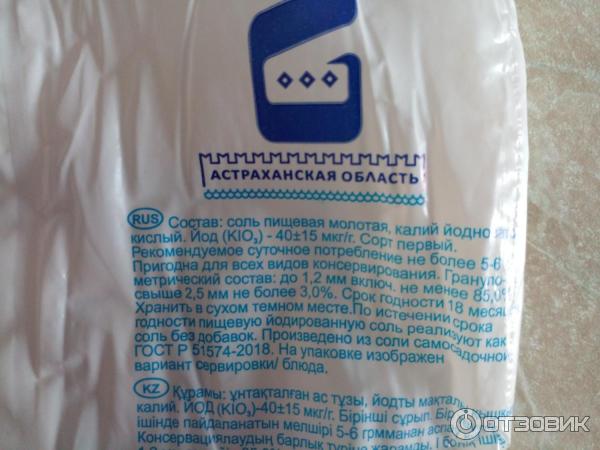 АСТРАХАНСКАЯ ОБЛАСТЬ
RUS Состав: соль пищевая молотая, калий йодно
кислый. Йод (KIO₃) - 40±15 мкг/г. Сорт первый.
Рекомендуемое суточное потребление не более 5-6
Пригодна для всех видов консервирования. Грануло-
метрический состав: до 1,2 мм включ. не менее 85,0%
свыше 2,5 мм не более 3,0%. Срок годности 18 меся
Хранить в сухом темном месте.По истечении срока
годности пищевую йодированную соль реализуют как
соль без добавок. Произведено из соли самосадочной
ГОСТ Р 51574-2018. На упаковке изображен
вариант сервировки/ блюда.
KZ Құрамы: ұнтақталған ас тұзы, йодты
калий. ЙОД (KIO₃)-40±15 мкг/г. Бірінші сұрып.
ішінде пайдаланатын мелшірі 5-6 грмманан
Консервациялаудың барлық түріне жарамды.
ОТЗОВИК